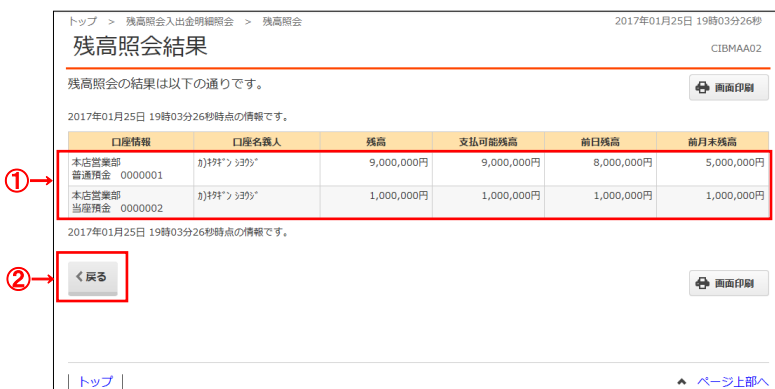 トップ > 残高照会入出金明細照会 > 残高照会 2017年01月25日 19時03分26秒
残高照会結果 CIBMAA02
残高照会の結果は以下の通りです。 画面印刷
2017年01月25日 19時03分26秒時点の情報です。
口座情報 口座名義人 残高 支払可能残高 前日残高 前月末残高
① 本店営業部 カ)キタギン ショウジ 9,000,000円 9,000,000円 8,000,000円 5,000,000円
普通預金 0000001
本店営業部 カ)キタギン ショウジ 1,000,000円 1,000,000円 1,000,000円 1,000,000円
当座預金 0000002
2017年01月25日 19時03分26秒時点の情報です。
② 戻る 画面印刷
トップ ページ上部へ